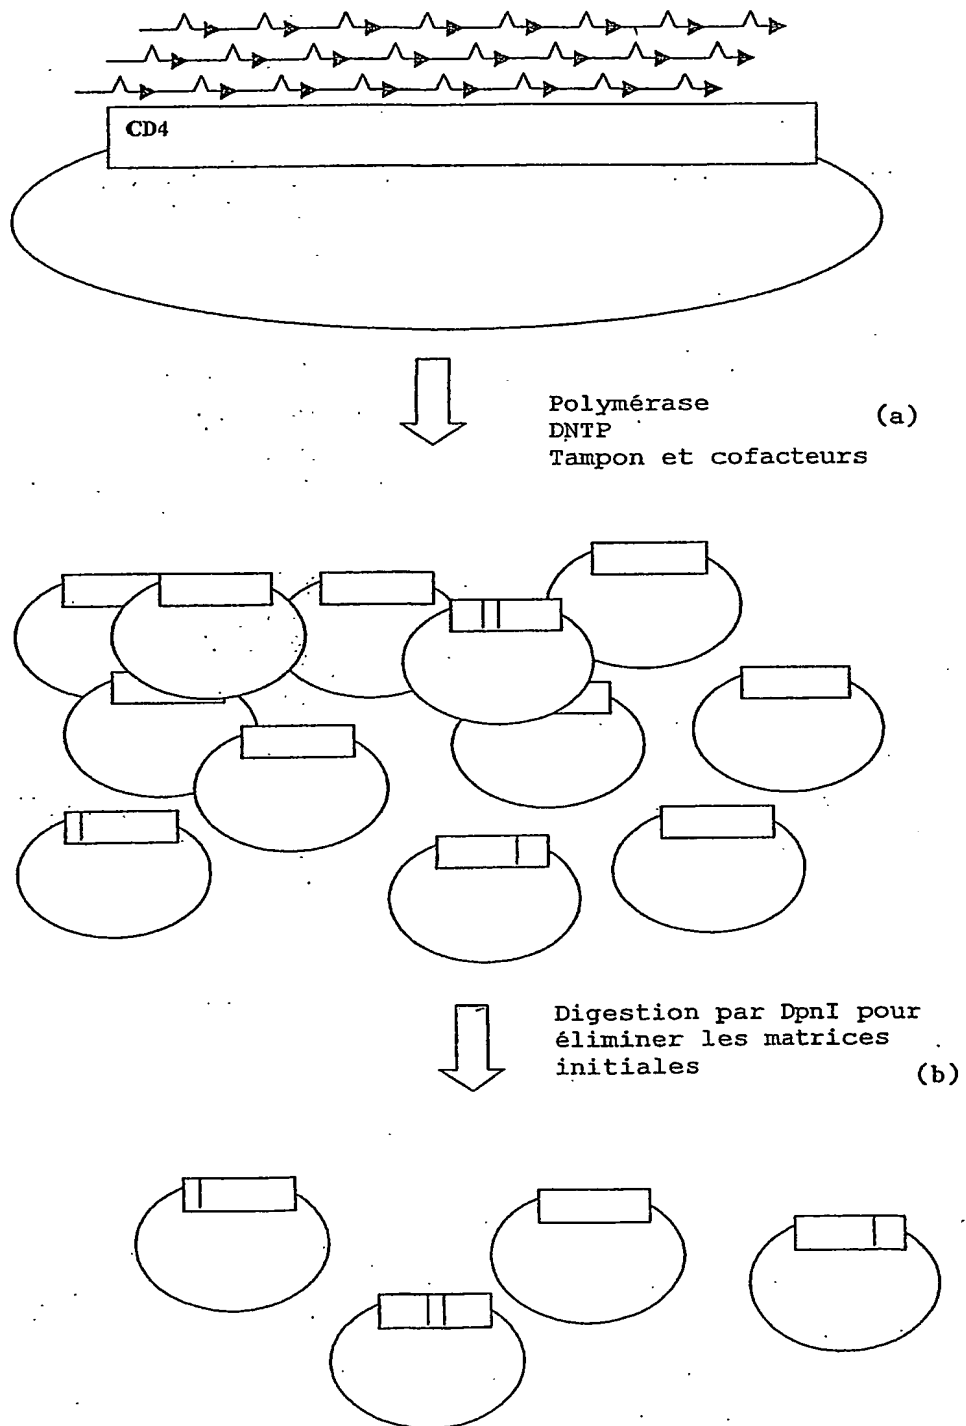 CD4
Polymérase
DNTP
Tampon et cofacteurs
(a)
Digestion par DpnI pour
éliminer les matrices
initiales
(b)